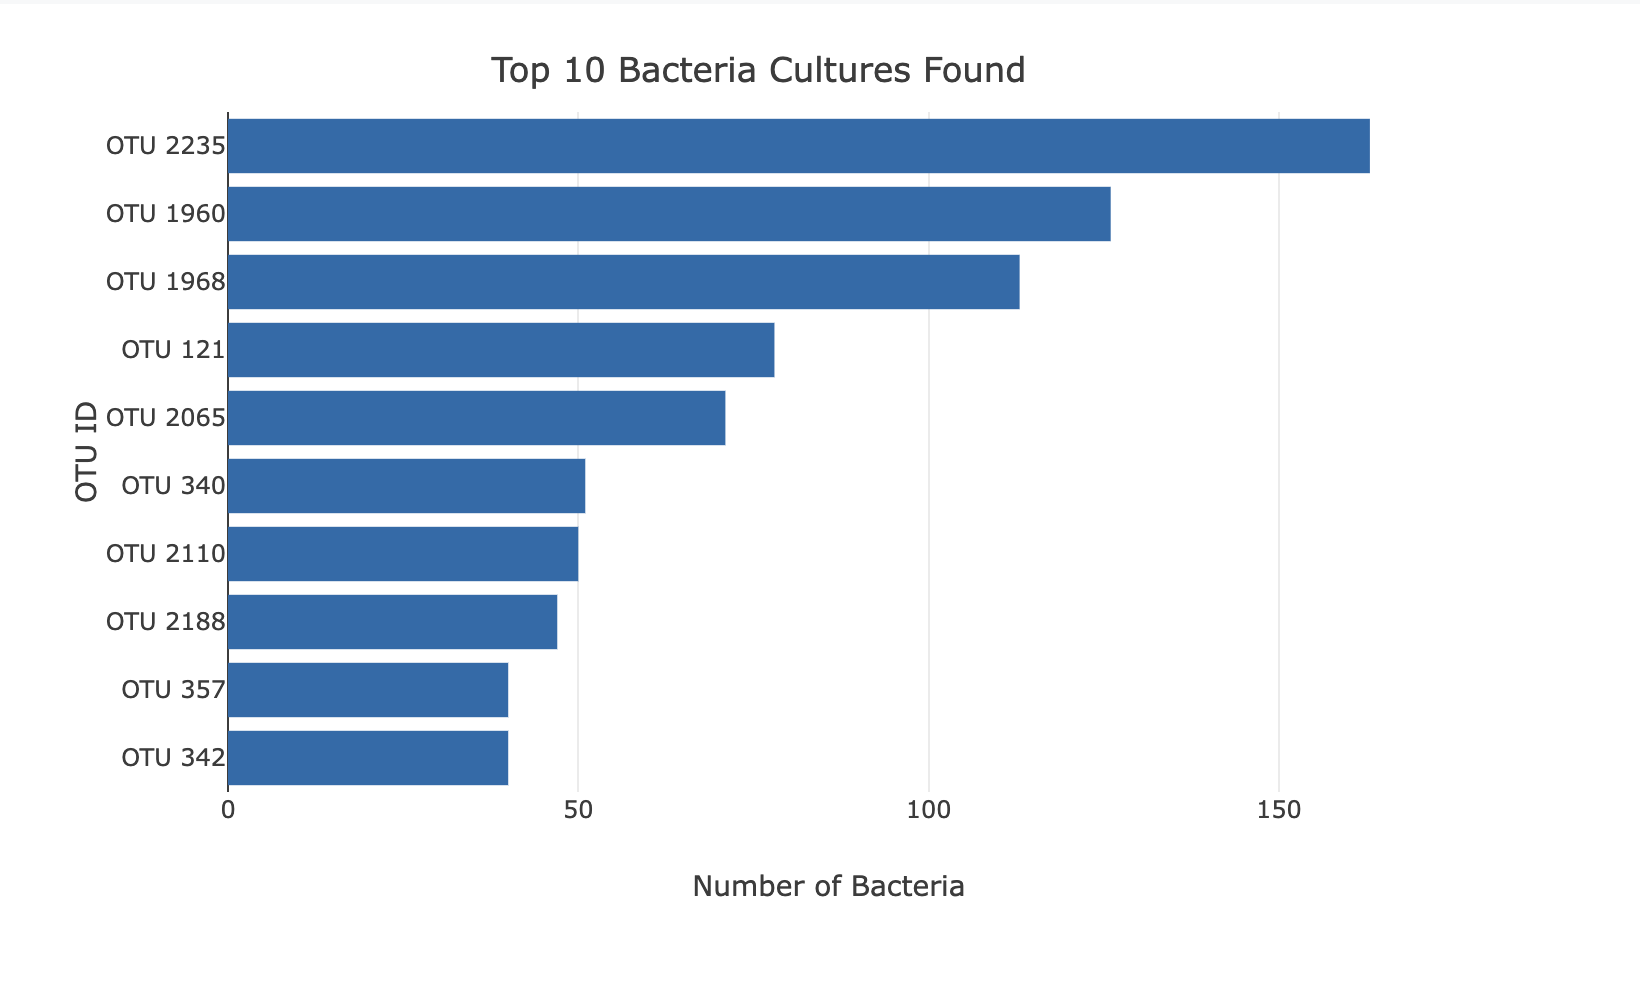 Top 10 Bacteria Cultures Found
OTU 2235
OTU 1960
OTU 1968
OTU 121
OTU 2065
OTU 340
OTU 2110
OTU 2188
OTU 357
OTU 342
OTU ID
0 50 100 150
Number of Bacteria